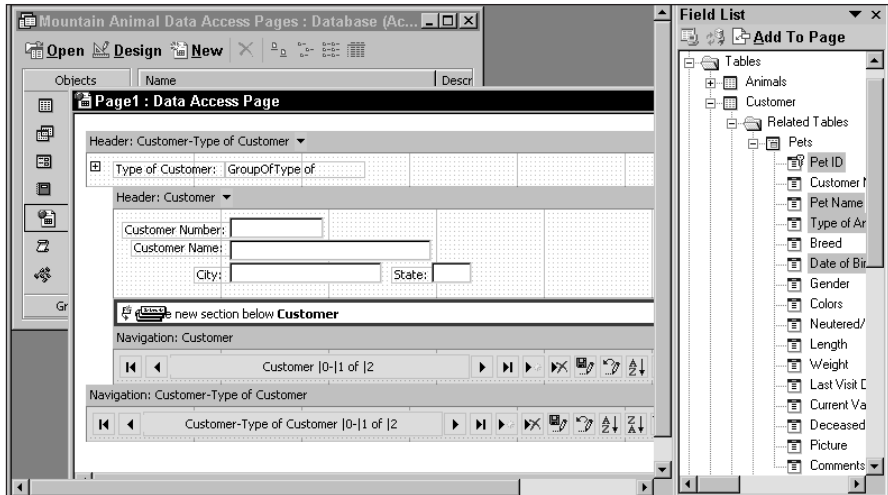 Mountain Animal Data Access Pages : Database (Ac...
Open Design New
Objects Name Descr
Page1 : Data Access Page
Header: Customer-Type of Customer
Type of Customer: GroupOfType of
Header: Customer
Customer Number:
Customer Name:
City: State:
new section below Customer
Navigation: Customer
Customer |0-|1 of |2
Navigation: Customer-Type of Customer
Customer-Type of Customer |0-|1 of |2
Gr
Field List
Add To Page
Tables
Animals
Customer
Related Tables
Pets
Pet ID
Customer N
Pet Name
Type of Ar
Breed
Date of Bir
Gender
Colors
Neutered/
Length
Weight
Last Visit D
Current Va
Deceased
Picture
Comments